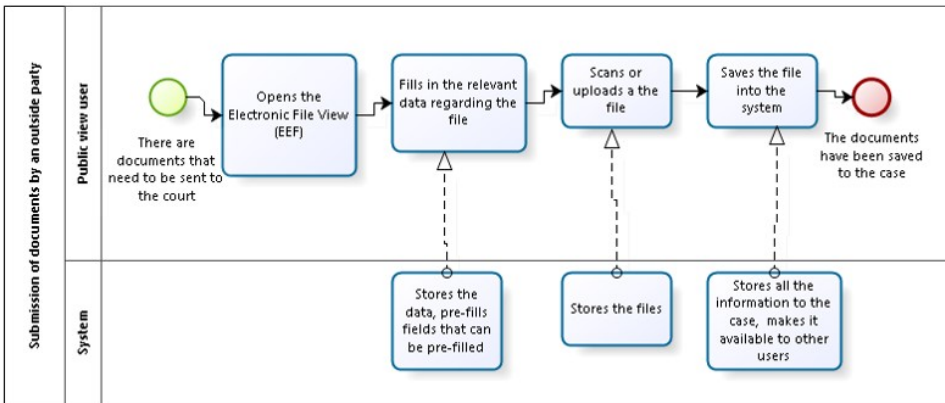 Submission of documents by an outside party
Public view user
There are
documents that
need to be sent to
the court
Opens the
Electronic File View
(EEF)
Fills in the relevant
data regarding the
file
Scans or
uploads a the
file
Saves the file
into the
system
The documents
have been saved
to the case
System
Stores the
data, pre-fills
fields that can
be pre-filled
Stores the files
Stores all the
information to the
case, makes it
available to other
users